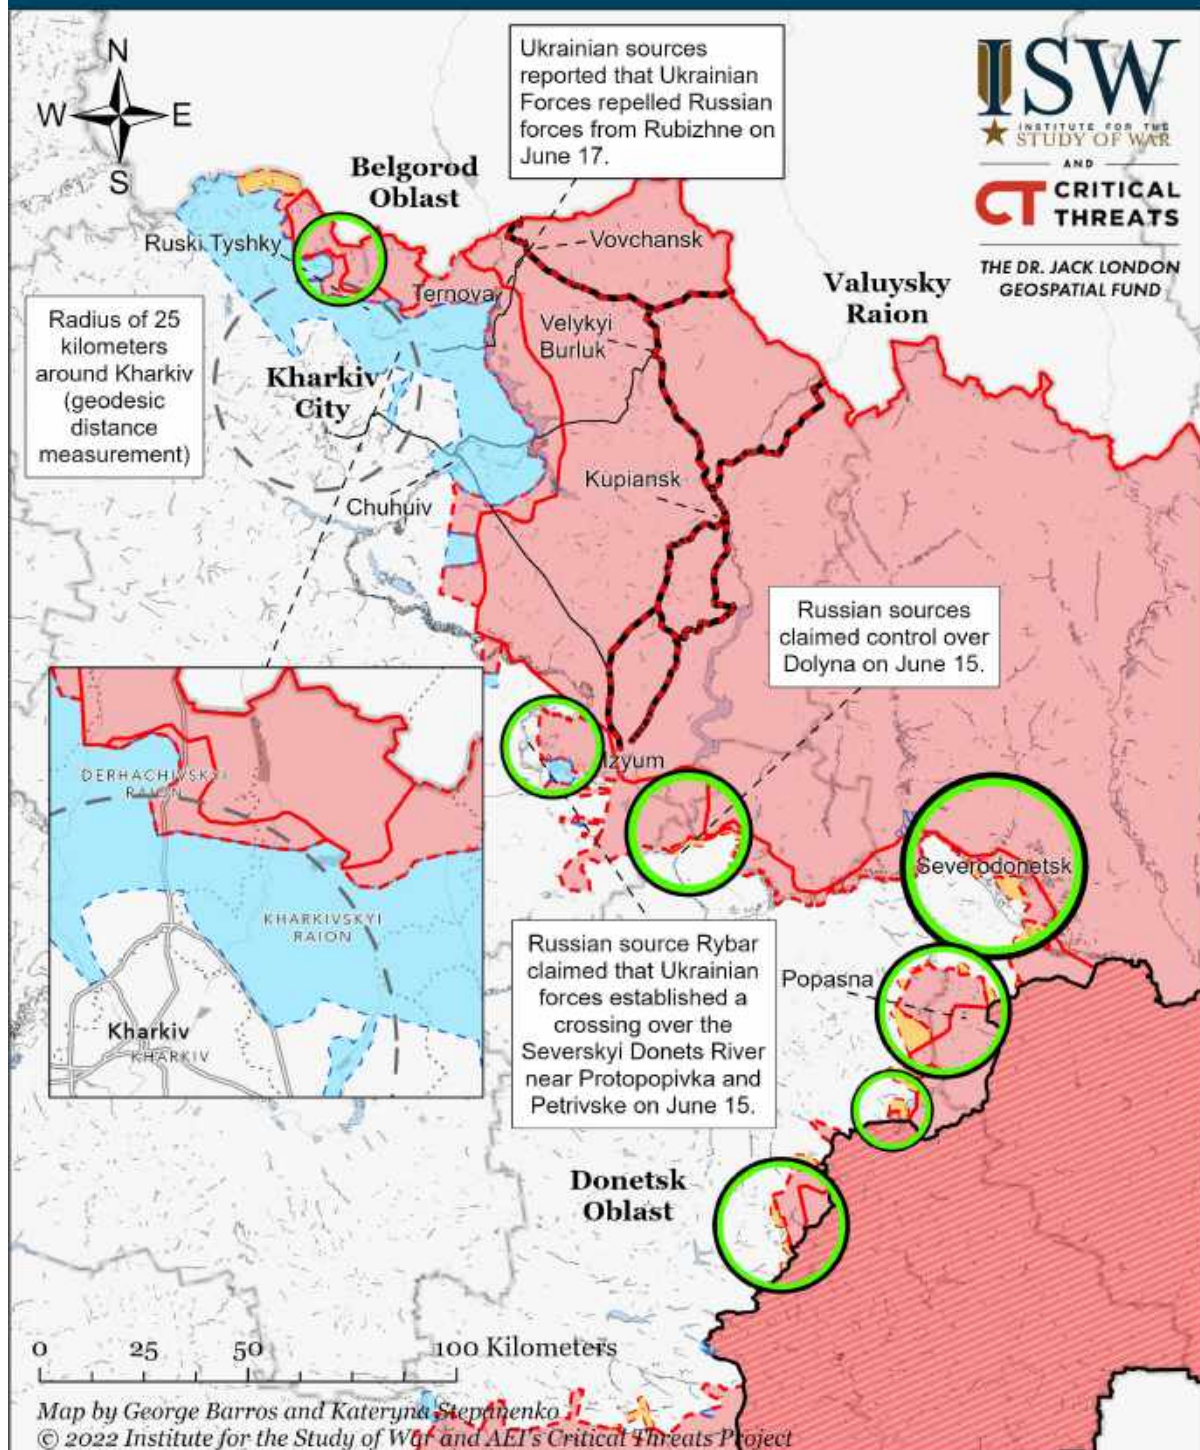 N
W
E
S
Ukrainian sources
reported that Ukrainian
Forces repelled Russian
forces from Rubizhne on
June 17.
ISW
INSTITUTE FOR THE
STUDY OF WAR
AND
CT CRITICAL
THREATS
THE DR. JACK LONDON
GEOSPATIAL FUND
Belgorod
Oblast
Ruski Tyshky
Vovchansk
Ternova
Valuysky
Raion
Velykyi
Burluk
Radius of 25
kilometers
around Kharkiv
(geodesic
distance
measurement)
Kharkiv
City
Kupiansk
Chuhuiv
Russian sources
claimed control over
Dolyna on June 15.
DERHACHIVSKYI
RAION
KHARKIVSKYI
RAION
Kharkiv
KHARKIV
Izyum
Severodonetsk
Russian source Rybar
claimed that Ukrainian
forces established a
crossing over the
Severskyi Donets River
near Protopopivka and
Petrivske on June 15.
Popasna
Donetsk
Oblast
0 25 50 100 Kilometers
Map by George Barros and Kateryna Stepanenko
© 2022 Institute for the Study of War and AEI's Critical Threats Project